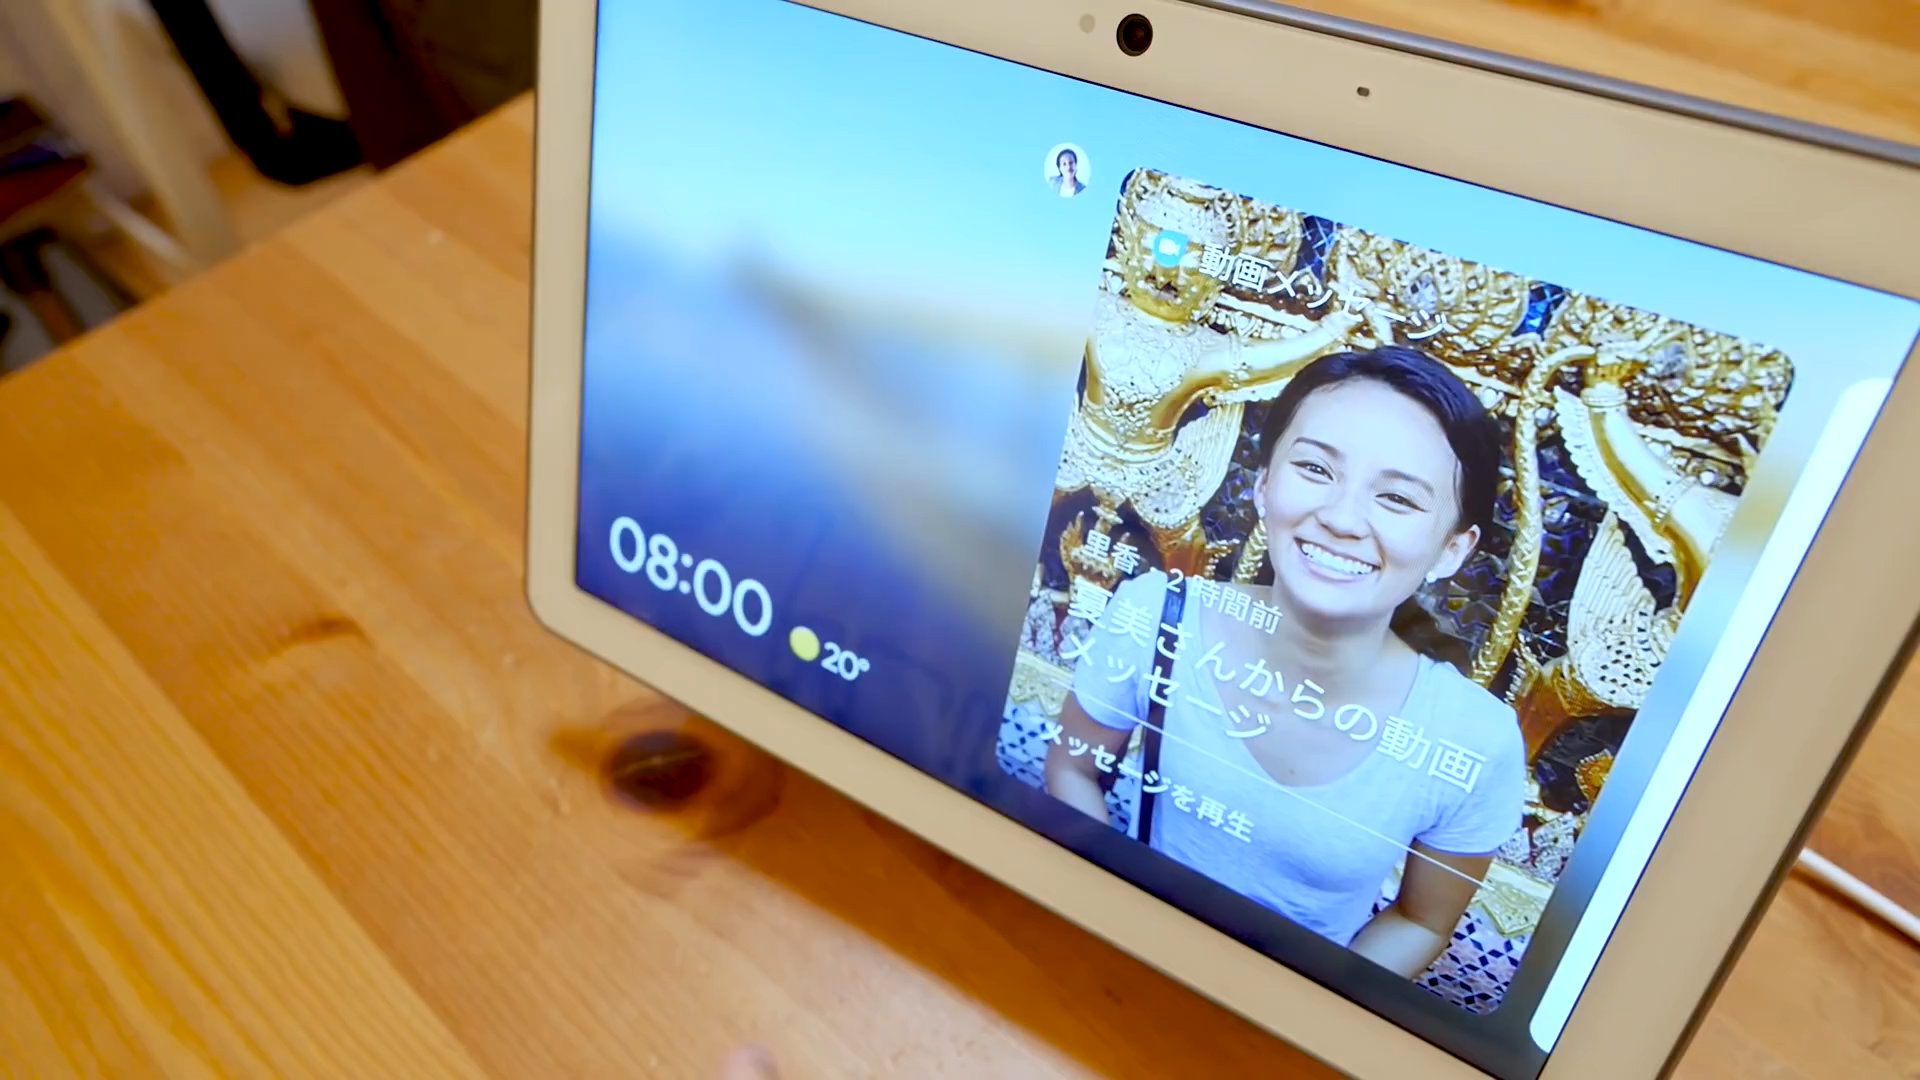 動画メッセージ
里香・2 時間前
夏美さんからの動画
メッセージ
メッセージを再生
08:00
20°